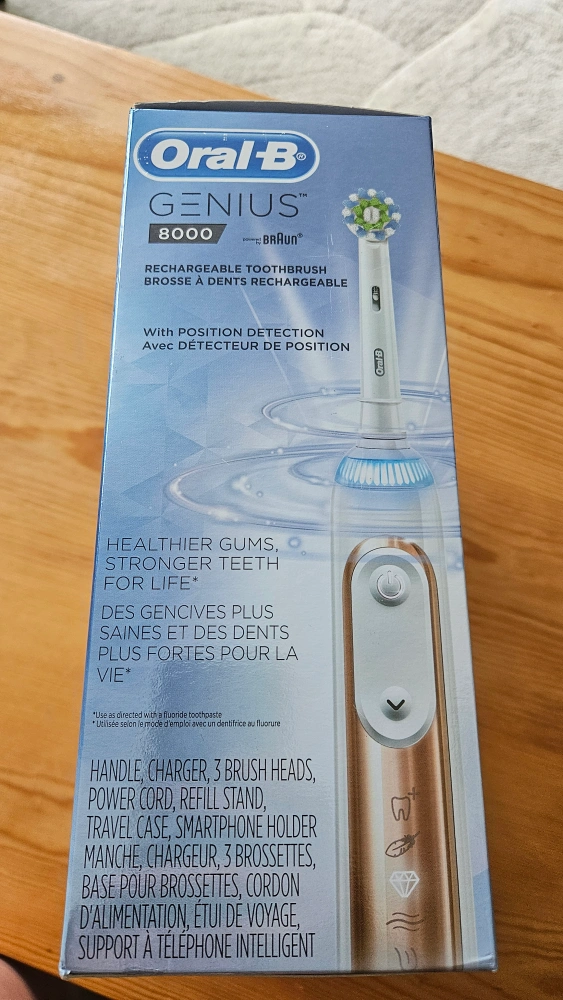 Oral-B®
GENIUS™
8000
powered by BRAUN®
RECHARGEABLE TOOTHBRUSH
BROSSE À DENTS RECHARGEABLE
With POSITION DETECTION
Avec DÉTECTEUR DE POSITION
Oral-B
HEALTHIER GUMS,
STRONGER TEETH
FOR LIFE*
DES GENCIVES PLUS
SAINES ET DES DENTS
PLUS FORTES POUR LA
VIE*
*Use as directed with a fluoride toothpaste
*Utilisée selon le mode d'emploi avec un dentifrice au fluorure
HANDLE, CHARGER, 3 BRUSH HEADS,
POWER CORD, REFILL STAND,
TRAVEL CASE, SMARTPHONE HOLDER
MANCHE, CHARGEUR, 3 BROSSETTES,
BASE POUR BROSSETTES, CORDON
D'ALIMENTATION, ÉTUI DE VOYAGE,
SUPPORT À TÉLÉPHONE INTELLIGENT